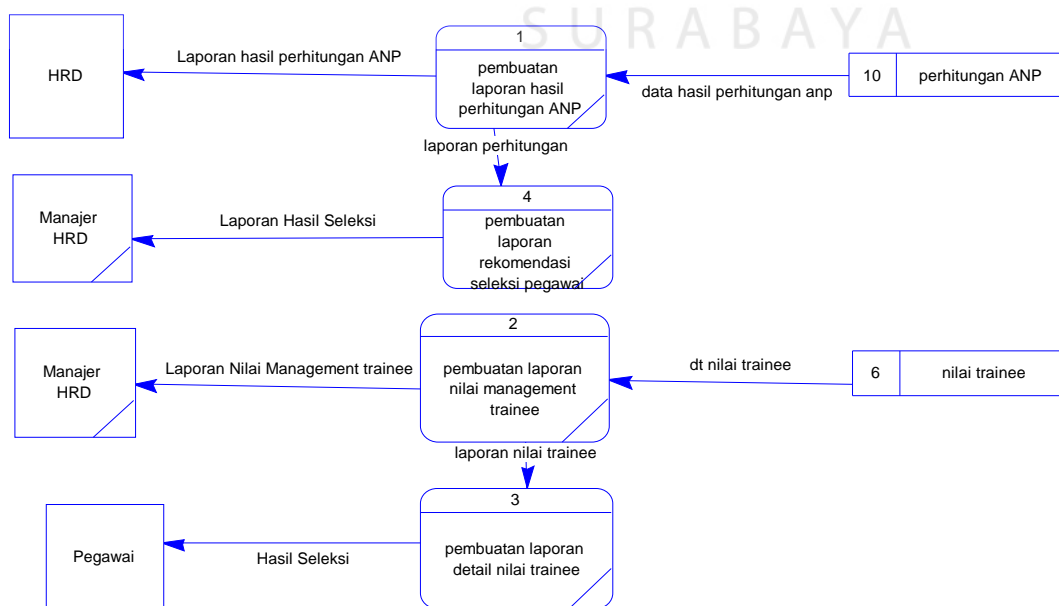 SURABAYA
HRD
Laporan hasil perhitungan ANP
1
pembuatan
laporan hasil
perhitungan ANP
data hasil perhitungan anp
10
perhitungan ANP
laporan perhitungan
Manajer
HRD
Laporan Hasil Seleksi
4
pembuatan
laporan
rekomendasi
seleksi pegawai
Manajer
HRD
Laporan Nilai Management trainee
2
pembuatan laporan
nilai management
trainee
dt nilai trainee
6
nilai trainee
laporan nilai trainee
Pegawai
Hasil Seleksi
3
pembuatan laporan
detail nilai trainee